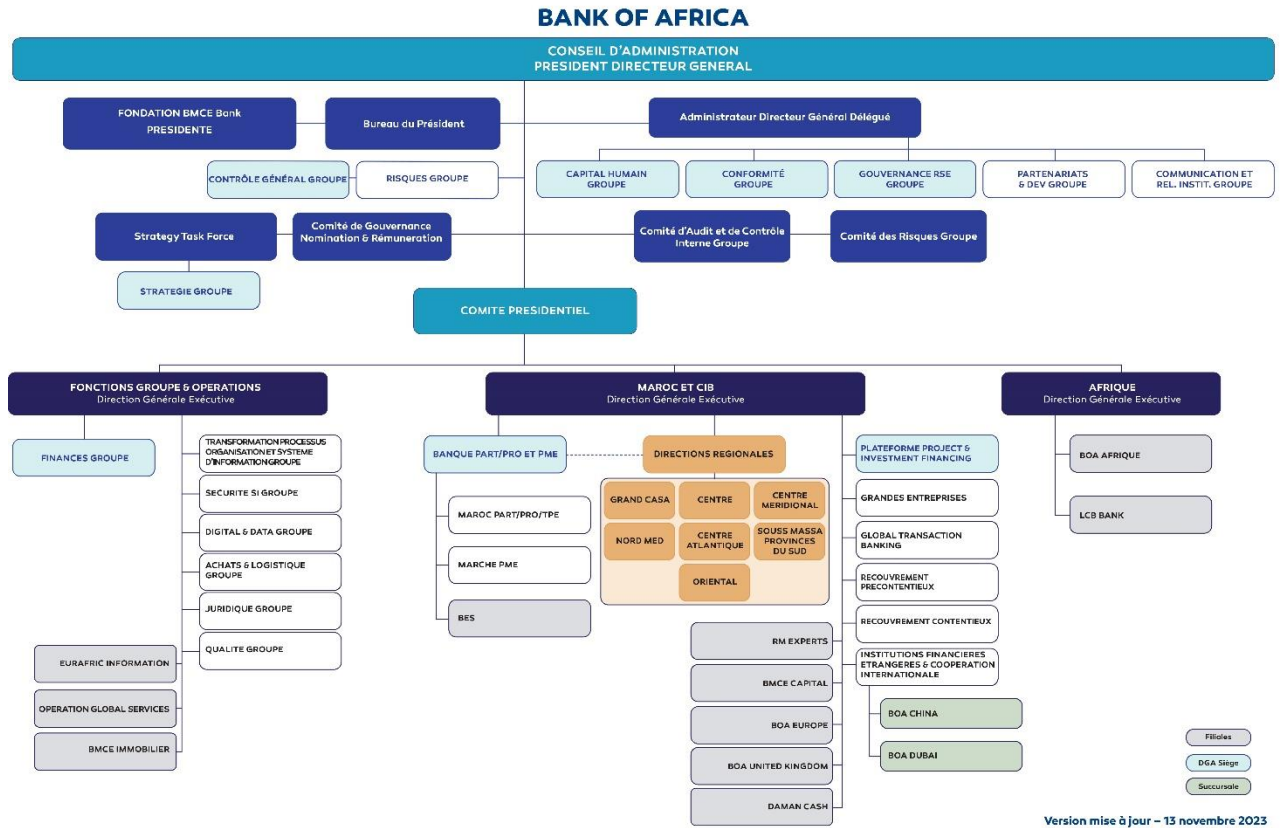 BANK OF AFRICA
CONSEIL D'ADMINISTRATION
PRESIDENT DIRECTEUR GENERAL
FONDATION BMCE Bank
PRESIDENTE
Bureau du Président
Administrateur Directeur Général Délégué
CONTRÔLE GÉNÉRAL GROUPE
RISQUES GROUPE
CAPITAL HUMAIN
GROUPE
CONFORMITÉ
GROUPE
GOUVERNANCE RSE
GROUPE
PARTENARIATS
& DEV GROUPE
COMMUNICATION ET
REL. INSTIT. GROUPE
Strategy Task Force
Comité de Gouvernance
Nomination & Rémuneration
Comité d'Audit et de Contrôle
Interne Groupe
Comité des Risques Groupe
STRATEGIE GROUPE
COMITE PRESIDENTIEL
FONCTIONS GROUPE & OPERATIONS
Direction Générale Exécutive
MAROC ET CIB
Direction Générale Exécutive
AFRIQUE
Direction Générale Exécutive
FINANCES GROUPE
TRANSFORMATION PROCESSUS
ORGANISATION ET SYSTEME
D'INFORMATION GROUPE
SECURITE SI GROUPE
DIGITAL & DATA GROUPE
ACHATS & LOGISTIQUE
GROUPE
JURIDIQUE GROUPE
QUALITE GROUPE
EURAFRIC INFORMATION
OPERATION GLOBAL SERVICES
BMCE IMMOBILIER
BANQUE PART/PRO ET PME
MAROC PART/PRO/TPE
MARCHE PME
BES
DIRECTIONS REGIONALES
GRAND CASA
CENTRE
CENTRE
MERIDIONAL
NORD MED
CENTRE
ATLANTIQUE
SOUSS MASSA
PROVINCES
DU SUD
ORIENTAL
PLATEFORME PROJECT &
INVESTMENT FINANCING
GRANDES ENTREPRISES
GLOBAL TRANSACTION
BANKING
RECOUVREMENT
PRECONTENTIEUX
RECOUVREMENT CONTENTIEUX
INSTITUTIONS FINANCIERES
ETRANGERES & COOPERATION
INTERNATIONALE
BOA CHINA
BOA DUBAI
RM EXPERTS
BMCE CAPITAL
BOA EUROPE
BOA UNITED KINGDOM
DAMAN CASH
BOA AFRIQUE
LCB BANK
Filiales
DGA Siège
Succursale
Version mise à jour – 13 novembre 2023